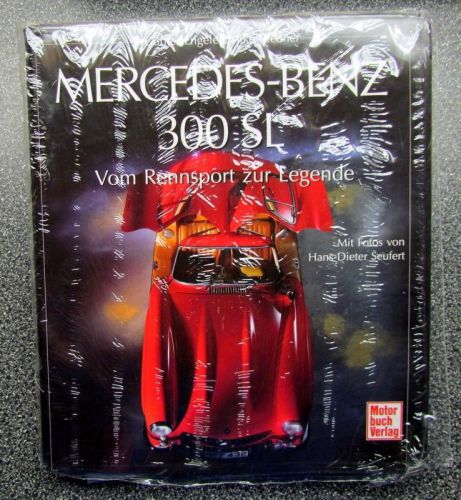 MERCEDES-BENZ
300 SL
Vom Rennsport zur Legende
Mit Fotos von
Hans-Dieter Seufert
Motor
buch
Verlag